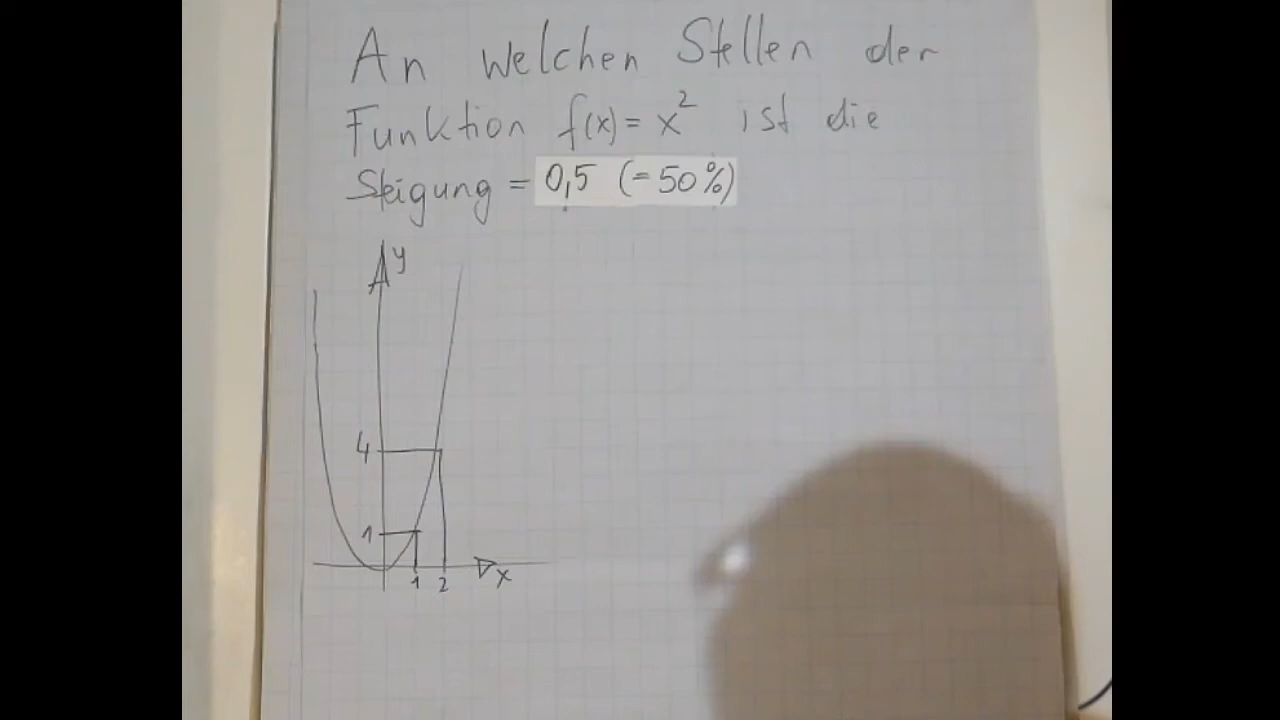 An welchen Stellen der
Funktion f(x) = x²  ist die
Steigung = 0,5 (=50%)
y
4
1
1 2 x